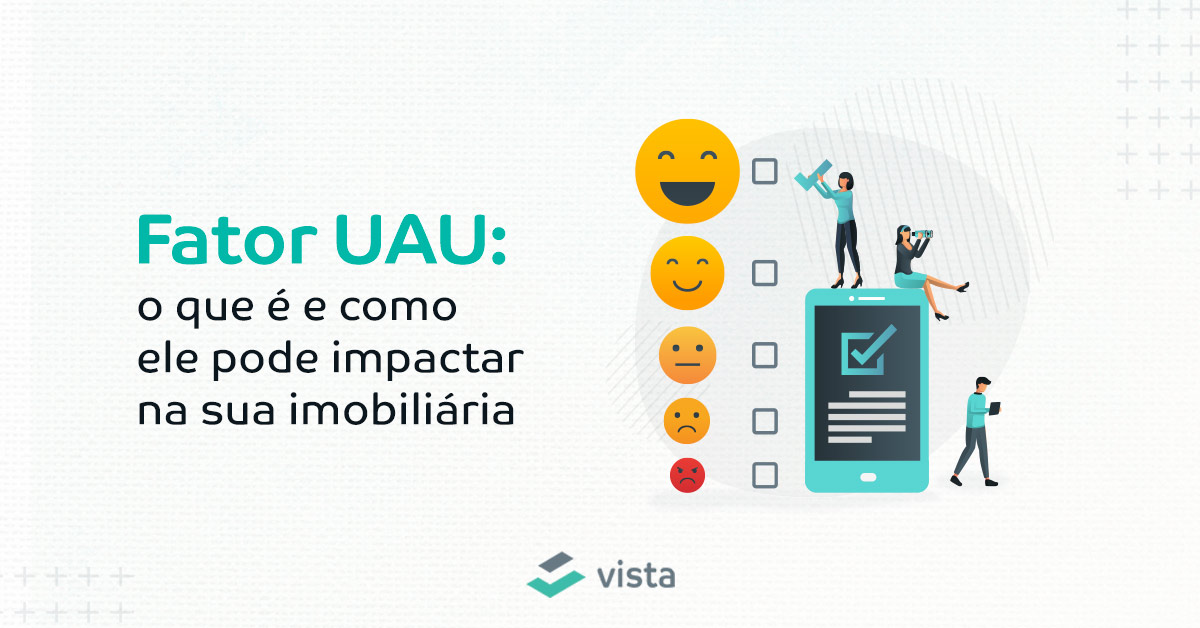 Fator UAU:
o que é e como
ele pode impactar
na sua imobiliária
vista